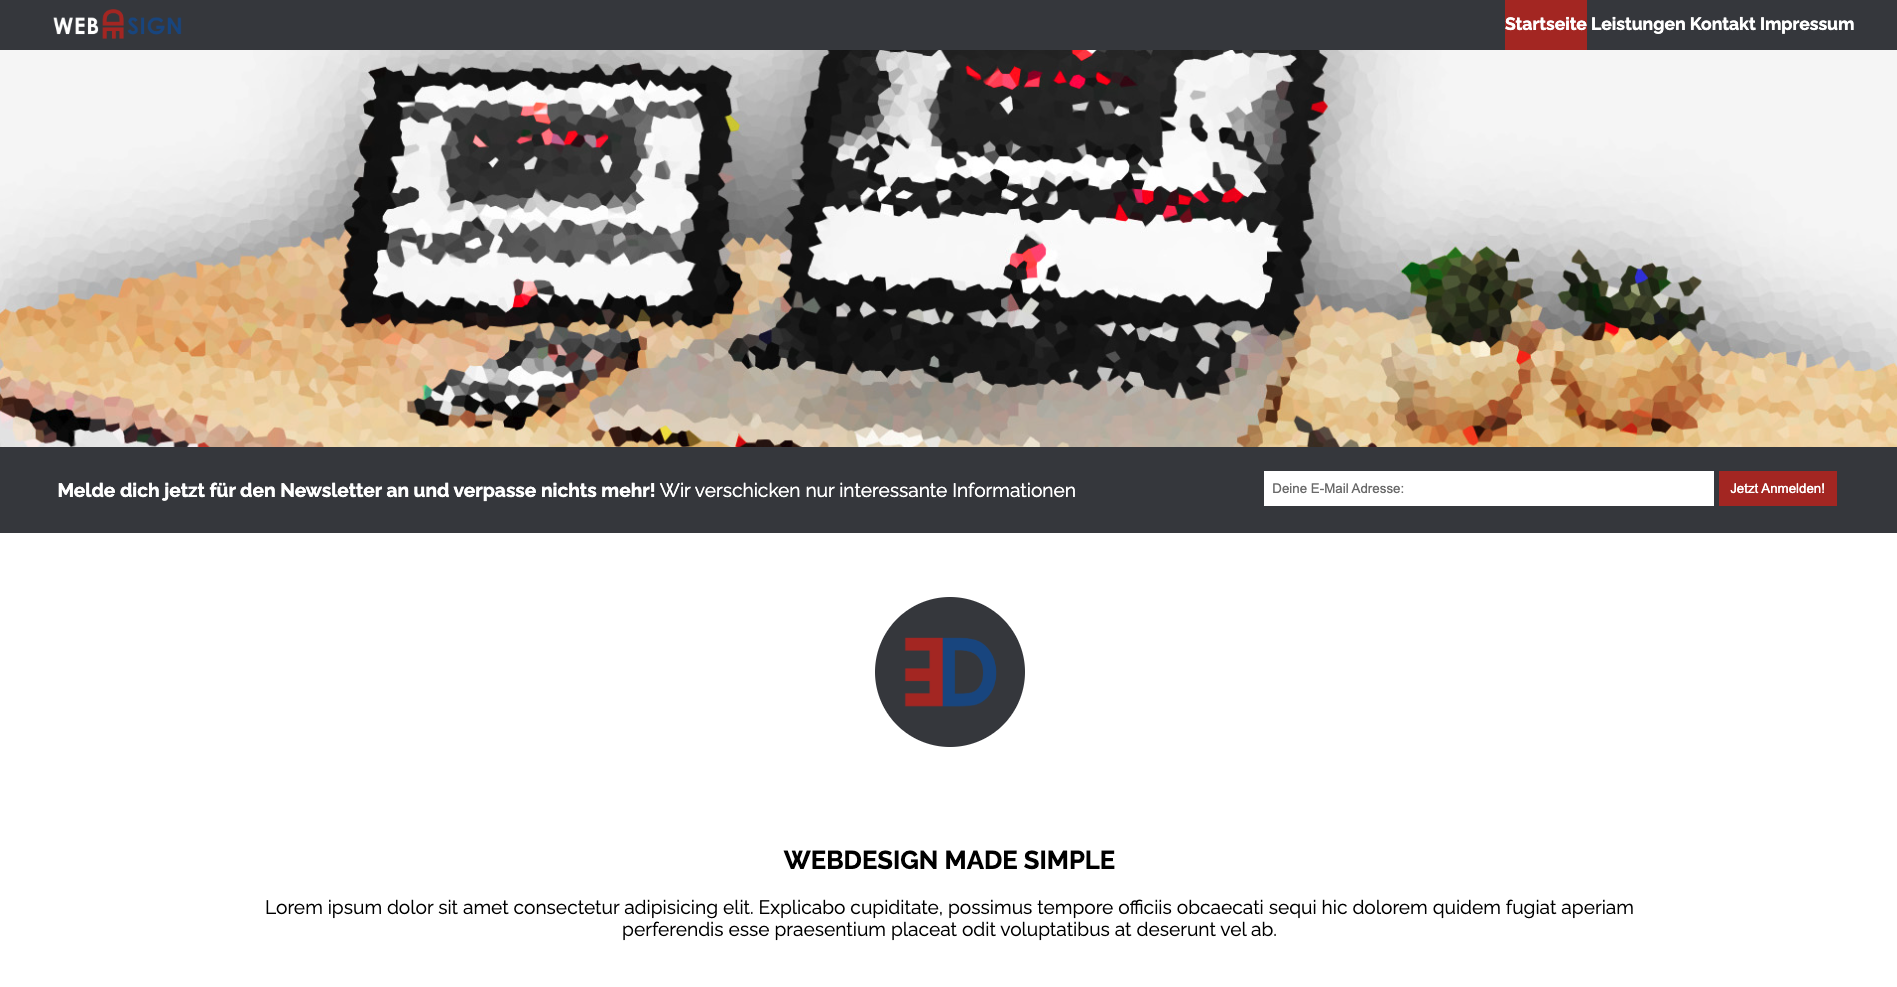 WEB DESIGN
Startseite Leistungen Kontakt Impressum
Melde dich jetzt für den Newsletter an und verpasse nichts mehr! Wir verschicken nur interessante Informationen
Deine E-Mail Adresse:
Jetzt Anmelden!
ED
WEBDESIGN MADE SIMPLE
Lorem ipsum dolor sit amet consectetur adipisicing elit. Explicabo cupiditate, possimus tempore officiis obcaecati sequi hic dolorem quidem fugiat aperiam
perferendis esse praesentium placeat odit voluptatibus at deserunt vel ab.